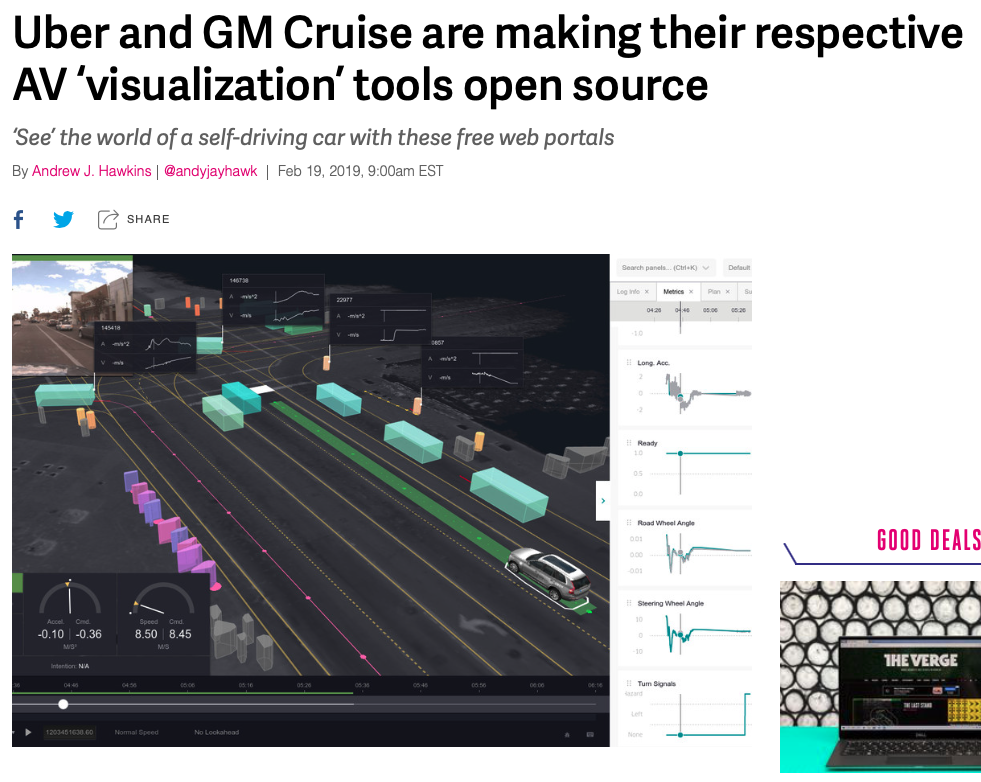 Uber and GM Cruise are making their respective
AV ‘visualization’ tools open source
‘See’ the world of a self-driving car with these free web portals
By Andrew J. Hawkins | @andyjayhawk | Feb 19, 2019, 9:00am EST
SHARE
146738
A -m/s^2
V -m/s
22977
A -m/s^2
V -m/s
145418
A -m/s^2
V -m/s
A -m/s^2
V -m/s
Accel. Cmd.
-0.10 -0.36
M/S²
Speed Cmd.
8.50 8.45
M/S
Intention: N/A
04:46 04:56 05:06 05:16 05:26 05:36 05:46 05:56 06:06 06:16
1203451638.60 Normal Speed No Lookahead
Search panels... (Ctrl+K) Default
Log Info × Metrics × Plan ×
04:26 04:46 05:06 05:26
-1.0
Long. Acc.
2
0
-2
Ready
1.0
0.5
0.0
Road Wheel Angle
0.01
0.00
-0.01
Steering Wheel Angle
10
0
-10
Turn Signals
Left
None
GOOD DEALS
THE VERGE
THE LAST STAND
DELL